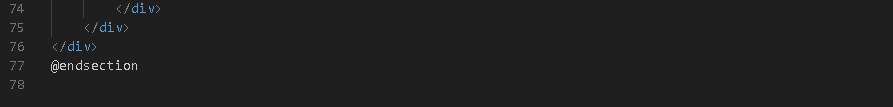 74 </div>
75 </div>
76 </div>
77 @endsection
78